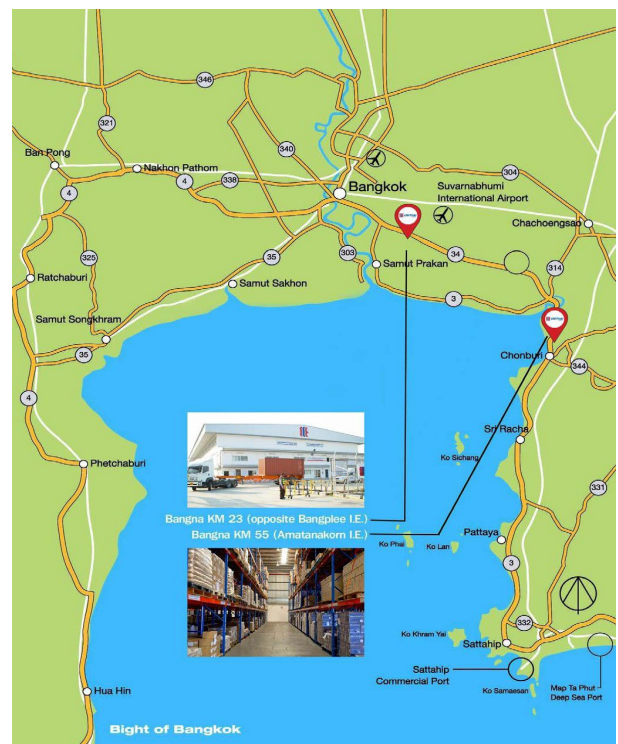 346
321
340
Ban Pong
Nakhon Pathom
338
4
4
304
Bangkok
Suvarnabhumi
International Airport
Chachoengsao
325
35
303
Samut Prakan
34
314
Ratchaburi
Samut Sakhon
3
Samut Songkhram
35
Chonburi
344
4
Sri Racha
Phetchaburi
Ko Sichang
331
Bangna KM 23 (opposite Bangplee I.E.)
Bangna KM 55 (Amatanakorn I.E.)
Pattaya
Ko Phai
Ko Lan
3
332
Ko Khram Yai
Sattahip
Sattahip
Commercial Port
Ko Samaesan
Map Ta Phut
Deep Sea Port
Hua Hin
Bight of Bangkok